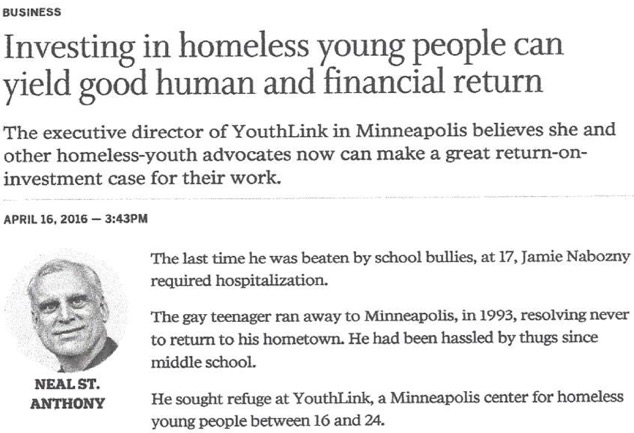 BUSINESS
Investing in homeless young people can
yield good human and financial return
The executive director of YouthLink in Minneapolis believes she and
other homeless-youth advocates now can make a great return-on-
investment case for their work.
APRIL 16, 2016 — 3:43PM
The last time he was beaten by school bullies, at 17, Jamie Nabozny
required hospitalization.
The gay teenager ran away to Minneapolis, in 1993, resolving never
to return to his hometown. He had been hassled by thugs since
middle school.
NEAL ST.
ANTHONY
He sought refuge at YouthLink, a Minneapolis center for homeless
young people between 16 and 24.